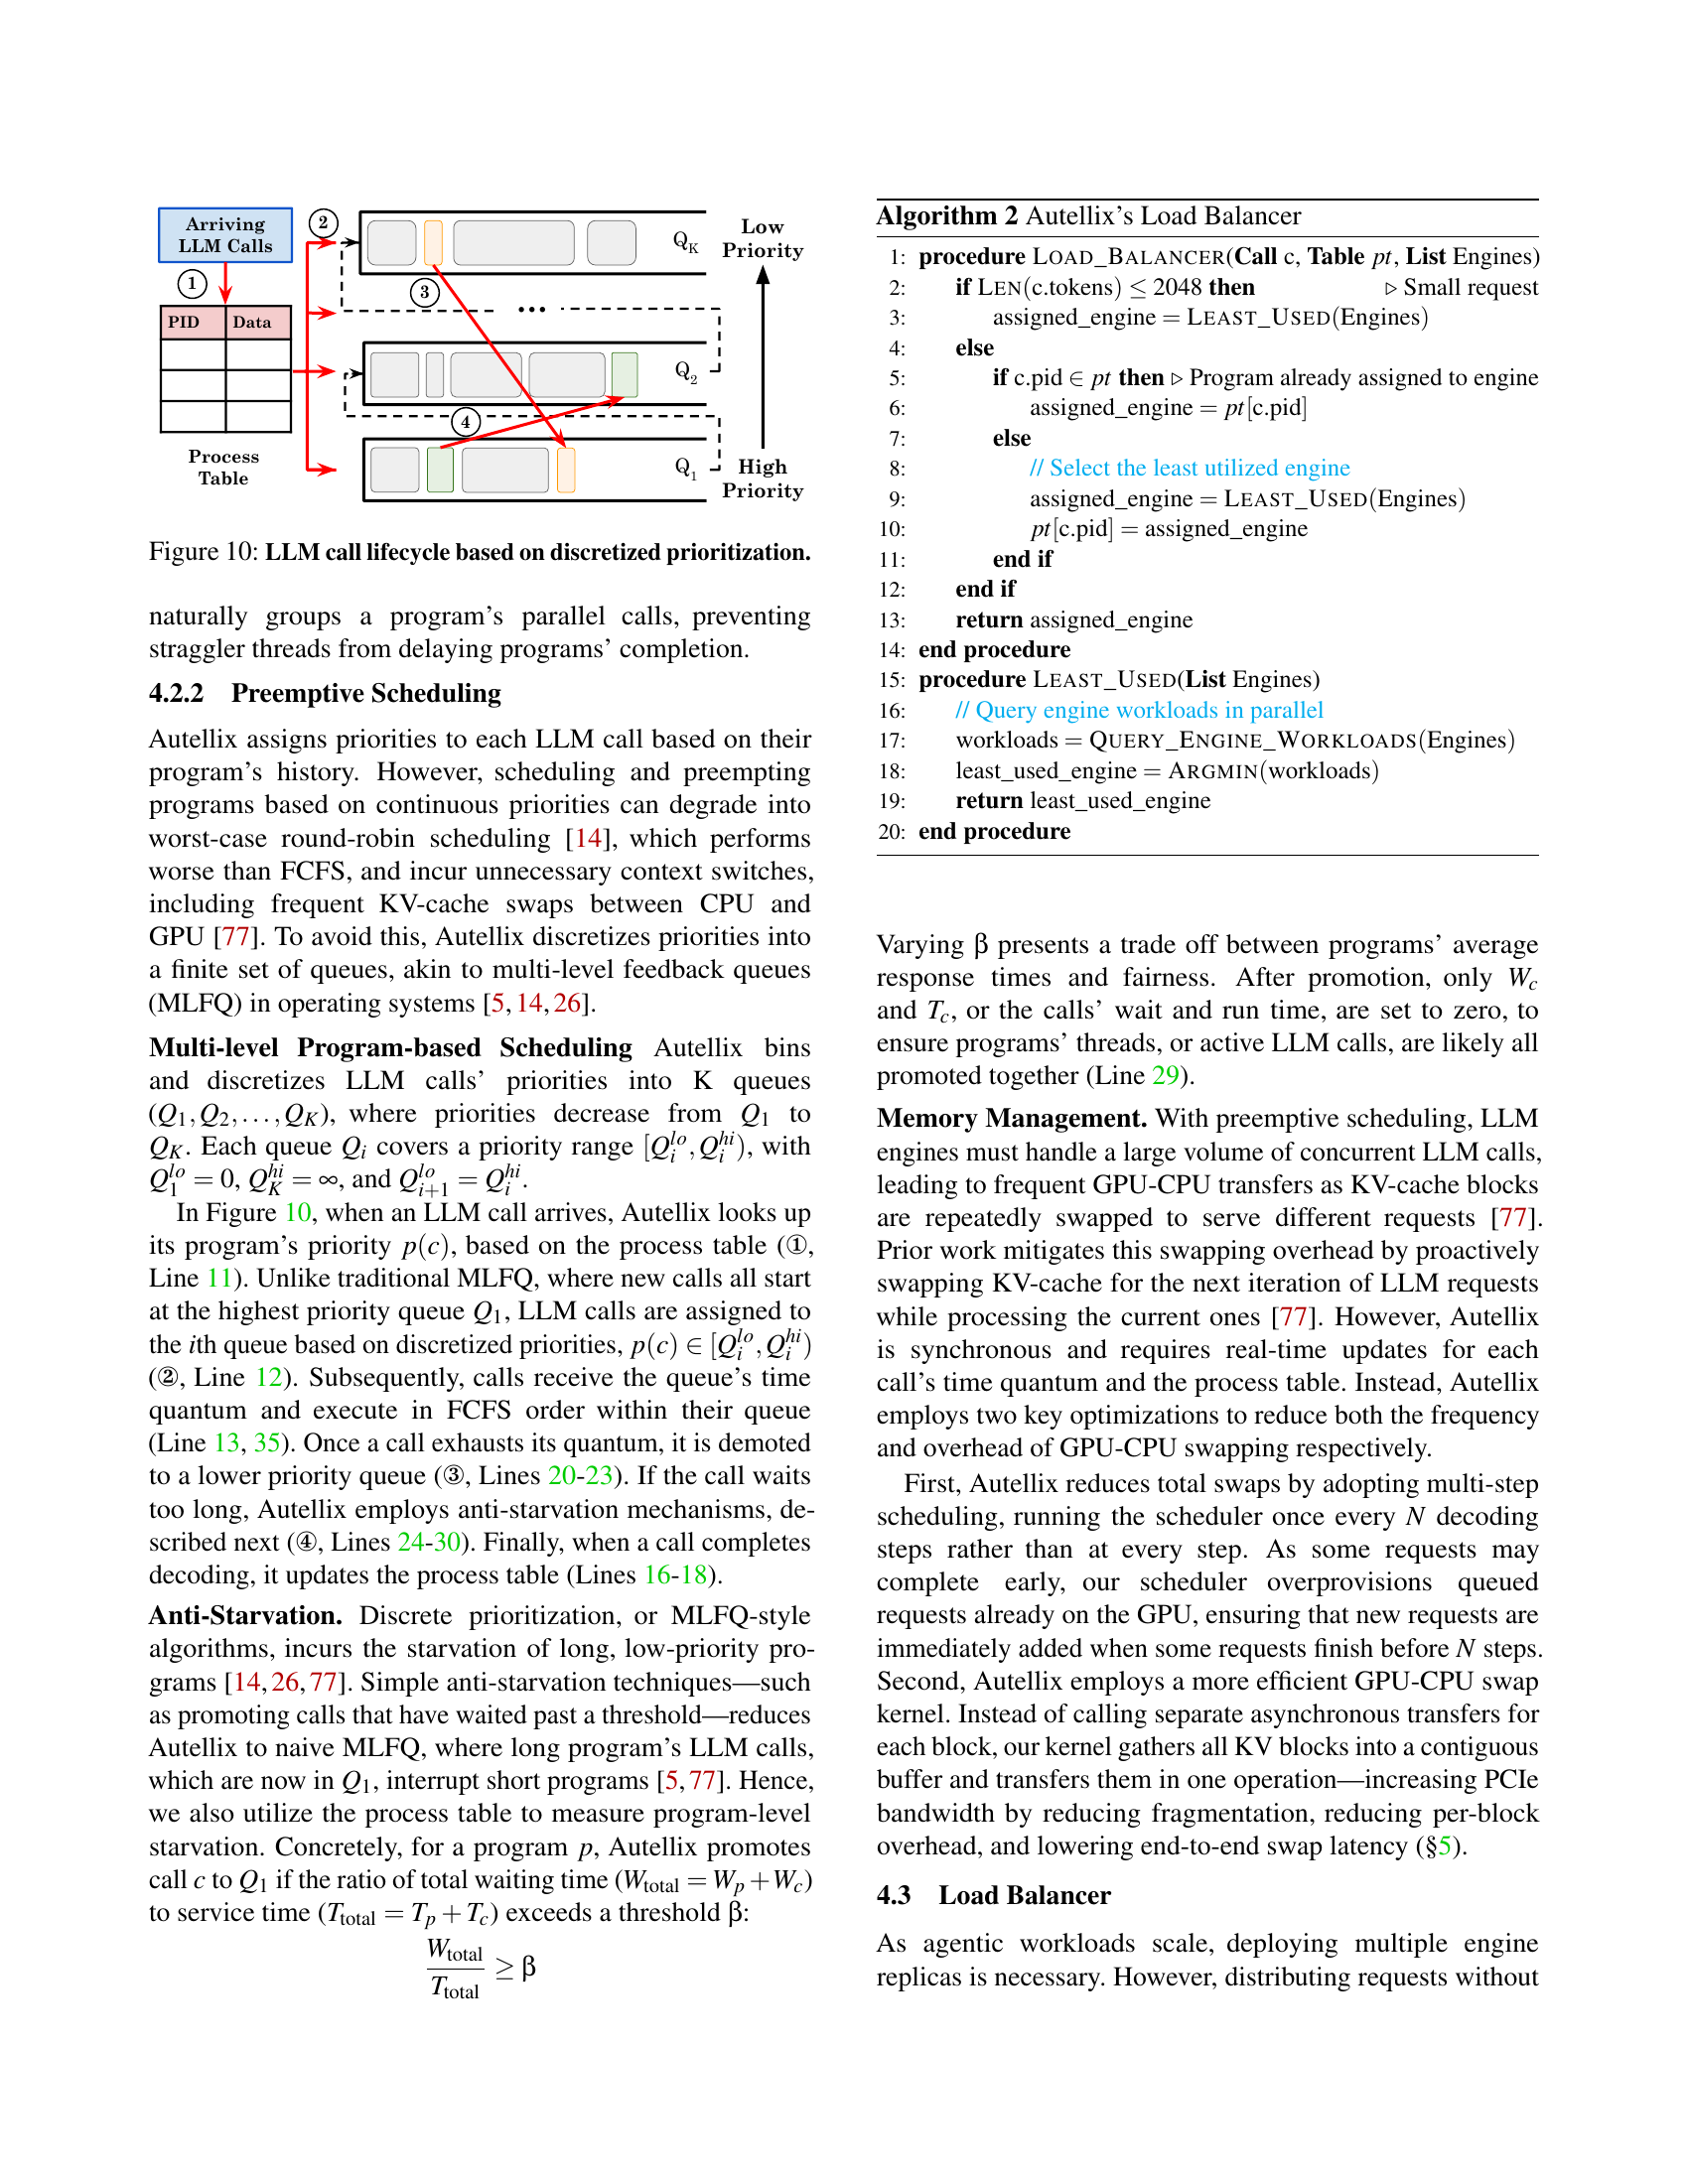 Arriving
LLM Calls
①
②
PID Data
Process
Table
Q_K
③
...
Q_2
④
Q_1
Low
Priority
High
Priority
Figure 10: LLM call lifecycle based on discretized prioritization.
naturally groups a program's parallel calls, preventing
straggler threads from delaying programs' completion.
4.2.2 Preemptive Scheduling
Autellix assigns priorities to each LLM call based on their
program's history. However, scheduling and preempting
programs based on continuous priorities can degrade into
worst-case round-robin scheduling [14], which performs
worse than FCFS, and incur unnecessary context switches,
including frequent KV-cache swaps between CPU and
GPU [77]. To avoid this, Autellix discretizes priorities into
a finite set of queues, akin to multi-level feedback queues
(MLFQ) in operating systems [5, 14, 26].
Multi-level Program-based Scheduling Autellix bins
and discretizes LLM calls' priorities into K queues
(Q_1, Q_2, ..., Q_K), where priorities decrease from Q_1 to
Q_K. Each queue Q_i covers a priority range [Q_i^lo, Q_i^hi), with
Q_1^lo = 0, Q_K^hi = ∞, and Q_{i+1}^lo = Q_i^hi.
In Figure 10, when an LLM call arrives, Autellix looks up
its program's priority p(c), based on the process table (①,
Line 11). Unlike traditional MLFQ, where new calls all start
at the highest priority queue Q_1, LLM calls are assigned to
the ith queue based on discretized priorities, p(c) ∈ [Q_i^lo, Q_i^hi)
(②, Line 12). Subsequently, calls receive the queue's time
quantum and execute in FCFS order within their queue
(Line 13, 35). Once a call exhausts its quantum, it is demoted
to a lower priority queue (③, Lines 20-23). If the call waits
too long, Autellix employs anti-starvation mechanisms, de-
scribed next (④, Lines 24-30). Finally, when a call completes
decoding, it updates the process table (Lines 16-18).
Anti-Starvation. Discrete prioritization, or MLFQ-style
algorithms, incurs the starvation of long, low-priority pro-
grams [14, 26, 77]. Simple anti-starvation techniques—such
as promoting calls that have waited past a threshold—reduces
Autellix to naive MLFQ, where long program's LLM calls,
which are now in Q_1, interrupt short programs [5, 77]. Hence,
we also utilize the process table to measure program-level
starvation. Concretely, for a program p, Autellix promotes
call c to Q_1 if the ratio of total waiting time (W_total = W_p + W_c)
to service time (T_total = T_p + T_c) exceeds a threshold β:
W_total / T_total ≥ β
Algorithm 2 Autellix's Load Balancer
1: procedure LOAD_BALANCER(Call c, Table pt, List Engines)
2: if LEN(c.tokens) ≤ 2048 then ▷ Small request
3: assigned_engine = LEAST_USED(Engines)
4: else
5: if c.pid ∈ pt then ▷ Program already assigned to engine
6: assigned_engine = pt[c.pid]
7: else
8: // Select the least utilized engine
9: assigned_engine = LEAST_USED(Engines)
10: pt[c.pid] = assigned_engine
11: end if
12: end if
13: return assigned_engine
14: end procedure
15: procedure LEAST_USED(List Engines)
16: // Query engine workloads in parallel
17: workloads = QUERY_ENGINE_WORKLOADS(Engines)
18: least_used_engine = ARGMIN(workloads)
19: return least_used_engine
20: end procedure
Varying β presents a trade off between programs' average
response times and fairness. After promotion, only W_c
and T_c, or the calls' wait and run time, are set to zero, to
ensure programs' threads, or active LLM calls, are likely all
promoted together (Line 29).
Memory Management. With preemptive scheduling, LLM
engines must handle a large volume of concurrent LLM calls,
leading to frequent GPU-CPU transfers as KV-cache blocks
are repeatedly swapped to serve different requests [77].
Prior work mitigates this swapping overhead by proactively
swapping KV-cache for the next iteration of LLM requests
while processing the current ones [77]. However, Autellix
is synchronous and requires real-time updates for each
call's time quantum and the process table. Instead, Autellix
employs two key optimizations to reduce both the frequency
and overhead of GPU-CPU swapping respectively.
First, Autellix reduces total swaps by adopting multi-step
scheduling, running the scheduler once every N decoding
steps rather than at every step. As some requests may
complete early, our scheduler overprovisions queued
requests already on the GPU, ensuring that new requests are
immediately added when some requests finish before N steps.
Second, Autellix employs a more efficient GPU-CPU swap
kernel. Instead of calling separate asynchronous transfers for
each block, our kernel gathers all KV blocks into a contiguous
buffer and transfers them in one operation—increasing PCIe
bandwidth by reducing fragmentation, reducing per-block
overhead, and lowering end-to-end swap latency (§5).
4.3 Load Balancer
As agentic workloads scale, deploying multiple engine
replicas is necessary. However, distributing requests without